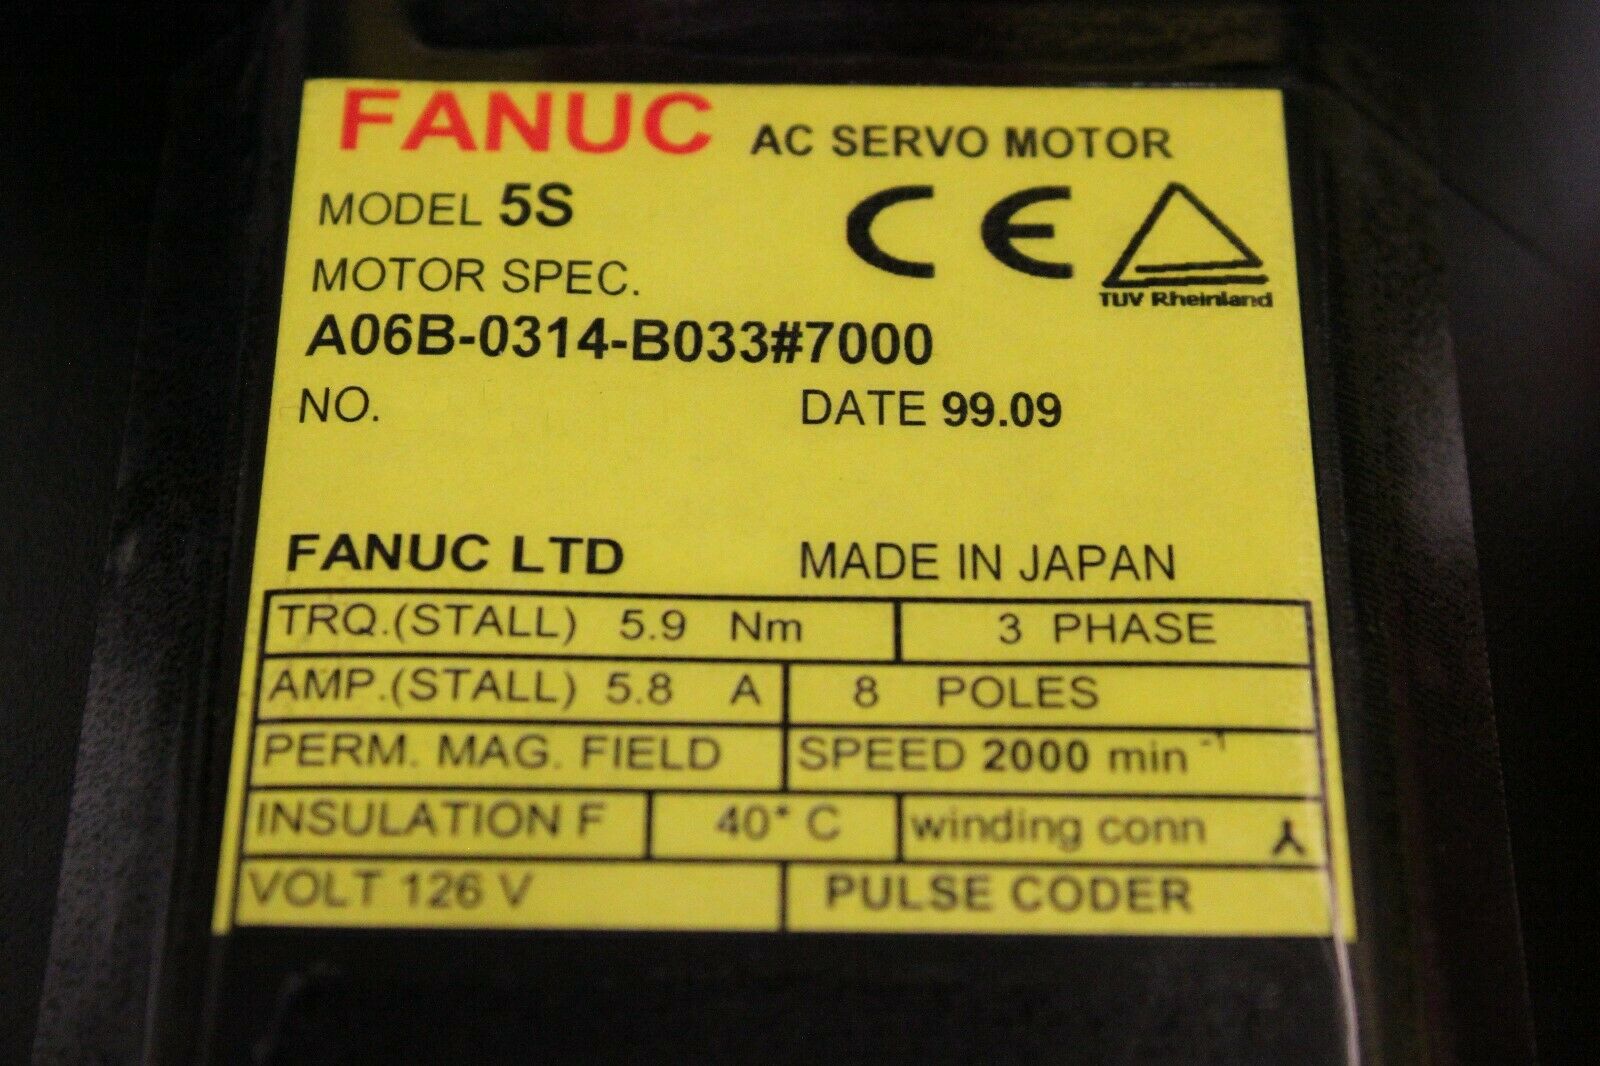 FANUC AC SERVO MOTOR
MODEL 5S
CE
MOTOR SPEC.
TUV Rheinland
A06B-0314-B033#7000
NO. DATE 99.09
FANUC LTD MADE IN JAPAN
TRQ.(STALL) 5.9 Nm 3 PHASE
AMP.(STALL) 5.8 A 8 POLES
PERM. MAG. FIELD SPEED 2000 min⁻¹
INSULATION F 40° C winding conn
VOLT 126 V PULSE CODER